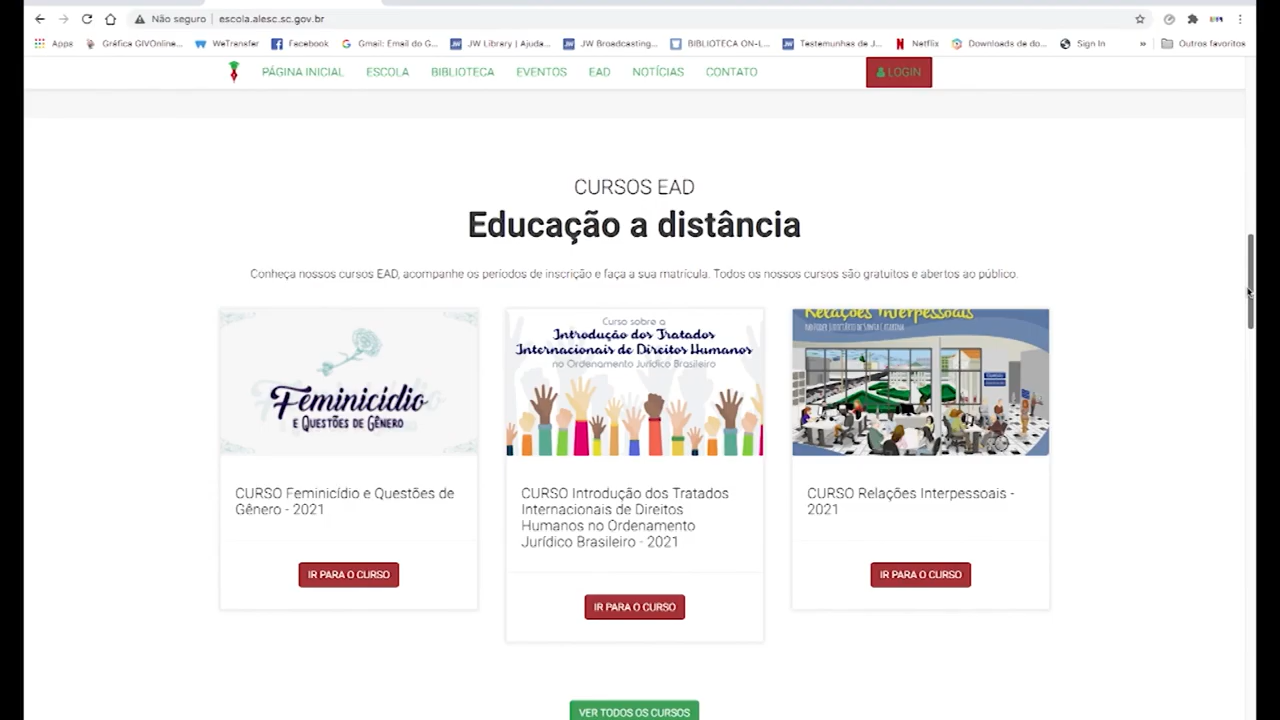 Não seguro | escola.alesc.sc.gov.br
Apps Gráfica GIVOnline... WeTransfer Facebook Gmail: Email do G... JW Library | Ajuda... JW Broadcasting... BIBLIOTECA ON-L... Testemunhas de J... Netflix Downloads de do... Sign In » Outros favoritos
PÁGINA INICIAL ESCOLA BIBLIOTECA EVENTOS EAD NOTÍCIAS CONTATO LOGIN
CURSOS EAD
Educação a distância
Conheça nossos cursos EAD, acompanhe os períodos de inscrição e faça a sua matrícula. Todos os nossos cursos são gratuitos e abertos ao público.
Feminicídio
e Questões de Gênero
Curso sobre a
Introdução dos Tratados
Internacionais de Direitos Humanos
no Ordenamento Jurídico Brasileiro
Relações Interpessoais
CURSO Feminicídio e Questões de
Gênero - 2021
IR PARA O CURSO
CURSO Introdução dos Tratados
Internacionais de Direitos
Humanos no Ordenamento
Jurídico Brasileiro - 2021
IR PARA O CURSO
CURSO Relações Interpessoais -
2021
IR PARA O CURSO
VER TODOS OS CURSOS